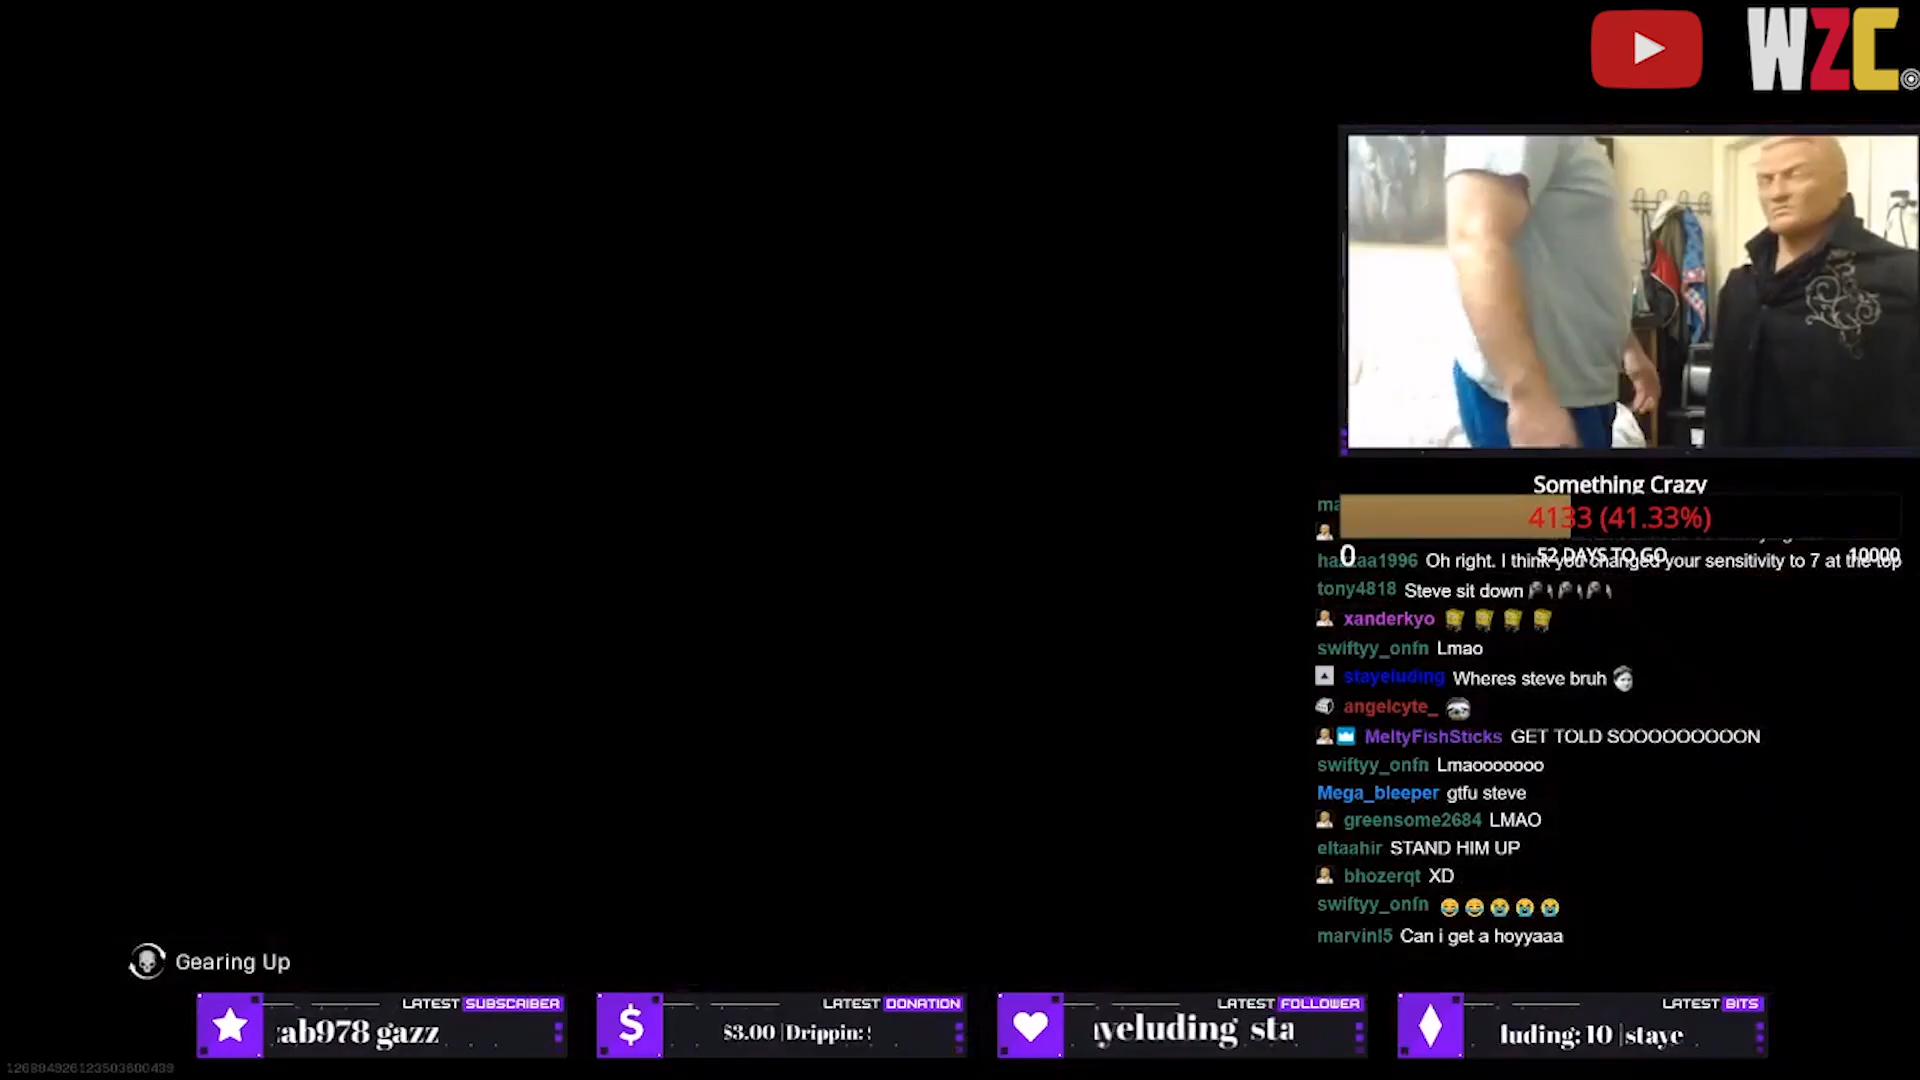 WZC
Something Crazy
4133 (41.33%)
0
52 DAYS TO GO
10000
ma
hazzaa1996 Oh right. I think you changed your sensitivity to 7 at the top
tony4818 Steve sit down
xanderkyo
swiftyy_onfn Lmao
stayeluding Wheres steve bruh
angelcyte_
MeltyFishSticks GET TOLD SOOOOOOOOOON
swiftyy_onfn Lmaooooooo
Mega_bleeper gtfu steve
greensome2684 LMAO
eltaahir STAND HIM UP
bhozerqt XD
swiftyy_onfn 😂😂😭😭😭
marvinl5 Can i get a hoyyaaa
Gearing Up
LATEST SUBSCRIBER
ab978 gazz
LATEST DONATION
$3.00 |Drippin:
LATEST FOLLOWER
yeluding sta
LATEST BITS
luding: 10 |staye